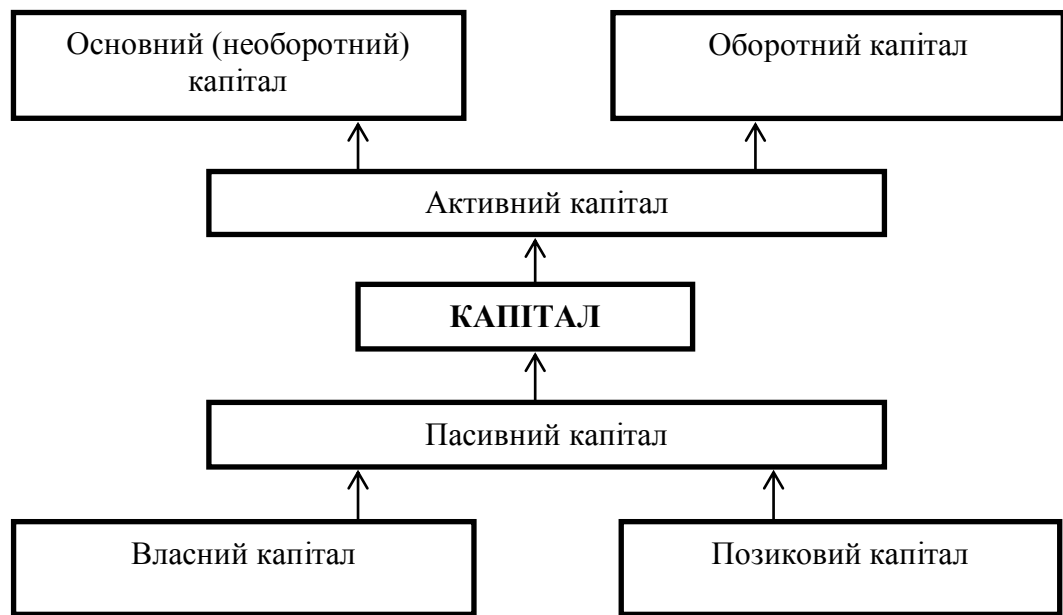 Основний (необоротний)
капітал
Оборотний капітал
Активний капітал
КАПІТАЛ
Пасивний капітал
Власний капітал
Позиковий капітал